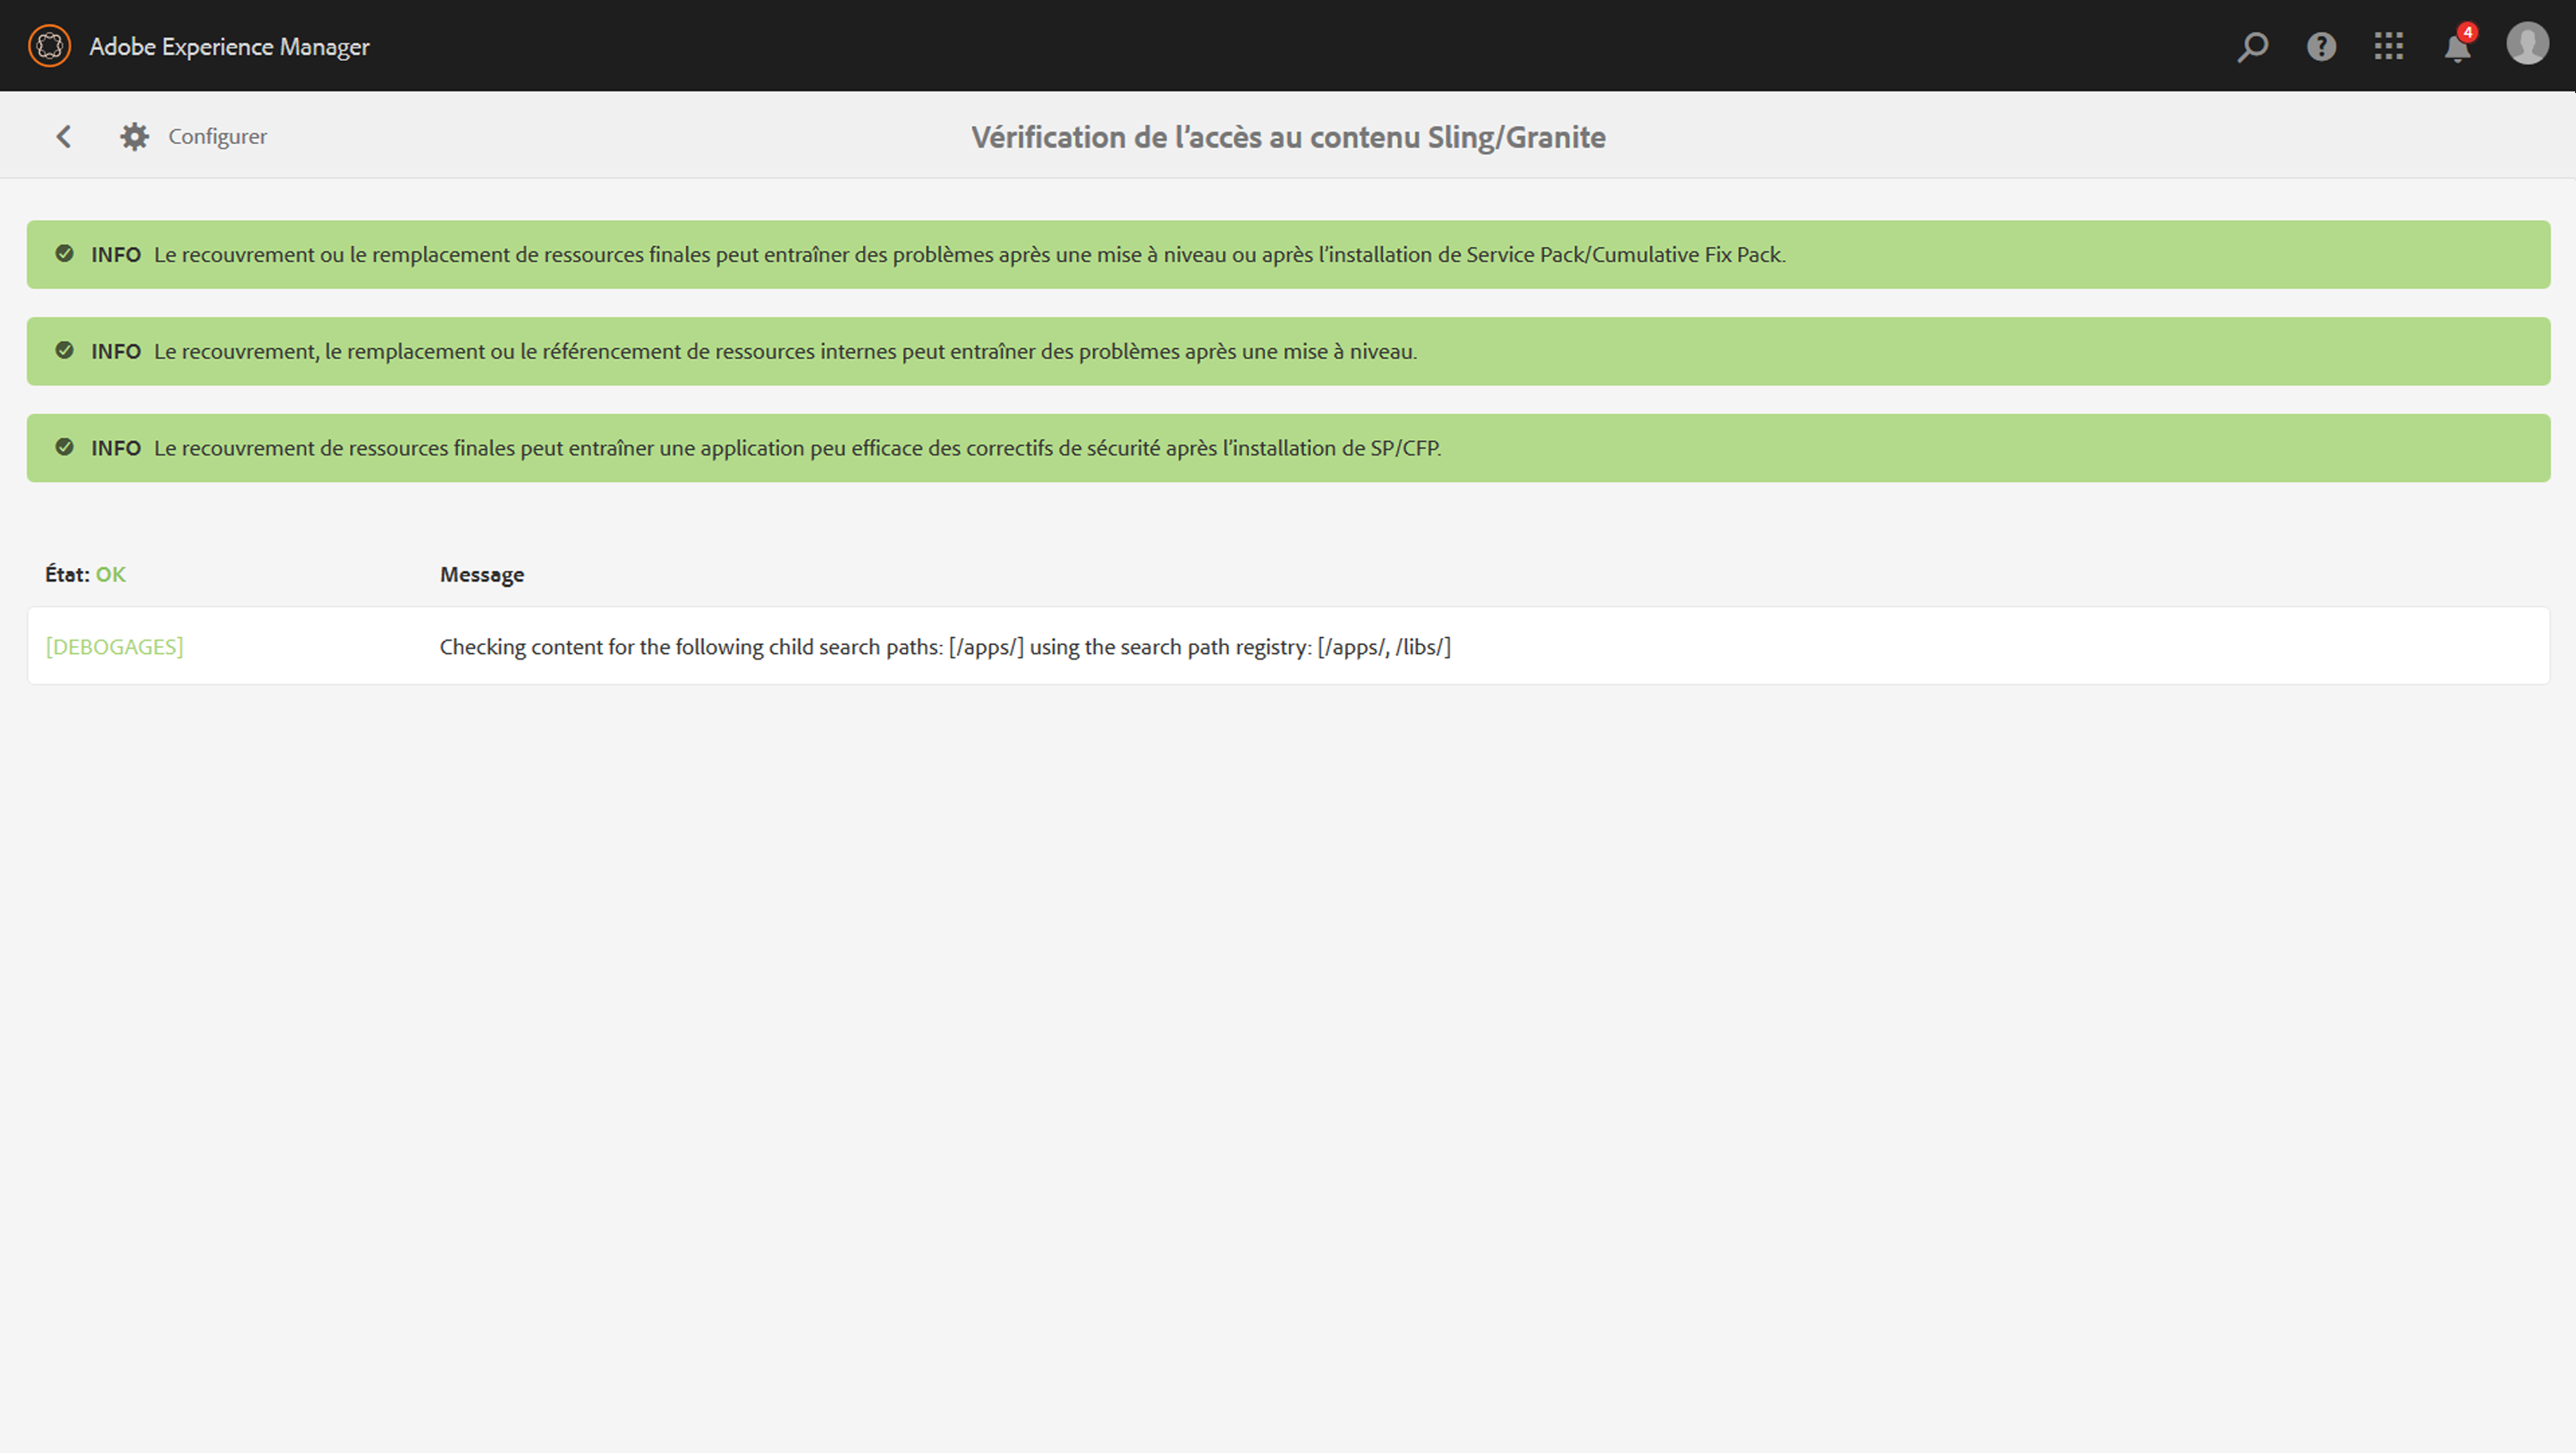 Adobe Experience Manager
4
Configurer
Vérification de l’accès au contenu Sling/Granite
INFO Le recouvrement ou le remplacement de ressources finales peut entraîner des problèmes après une mise à niveau ou après l’installation de Service Pack/Cumulative Fix Pack.
INFO Le recouvrement, le remplacement ou le référencement de ressources internes peut entraîner des problèmes après une mise à niveau.
INFO Le recouvrement de ressources finales peut entraîner une application peu efficace des correctifs de sécurité après l’installation de SP/CFP.
État: OK Message
[DEBOGAGES] Checking content for the following child search paths: [/apps/] using the search path registry: [/apps/, /libs/]